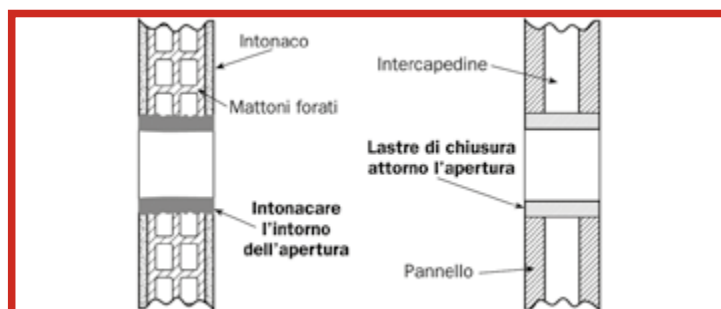 Intonaco
Mattoni forati
Intonacare
l'intorno
dell'apertura
Intercapedine
Lastre di chiusura
attorno l'apertura
Pannello